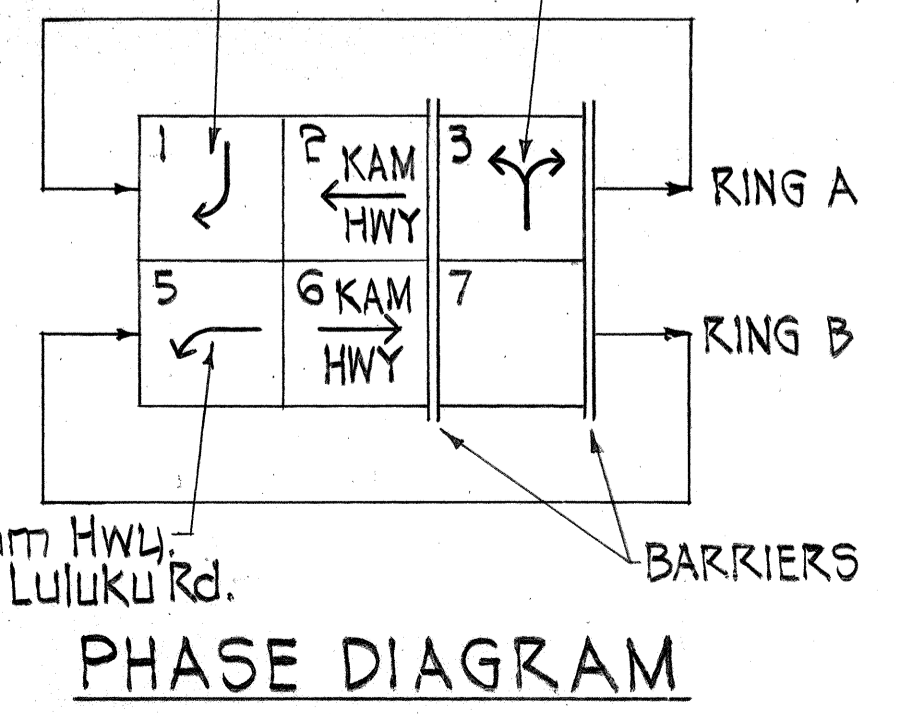 1
2 KAM
HWY
3
RING A
5
6 KAM
HWY
7
RING B
m HWy.
Luluku Rd.
BARRIERS
PHASE DIAGRAM